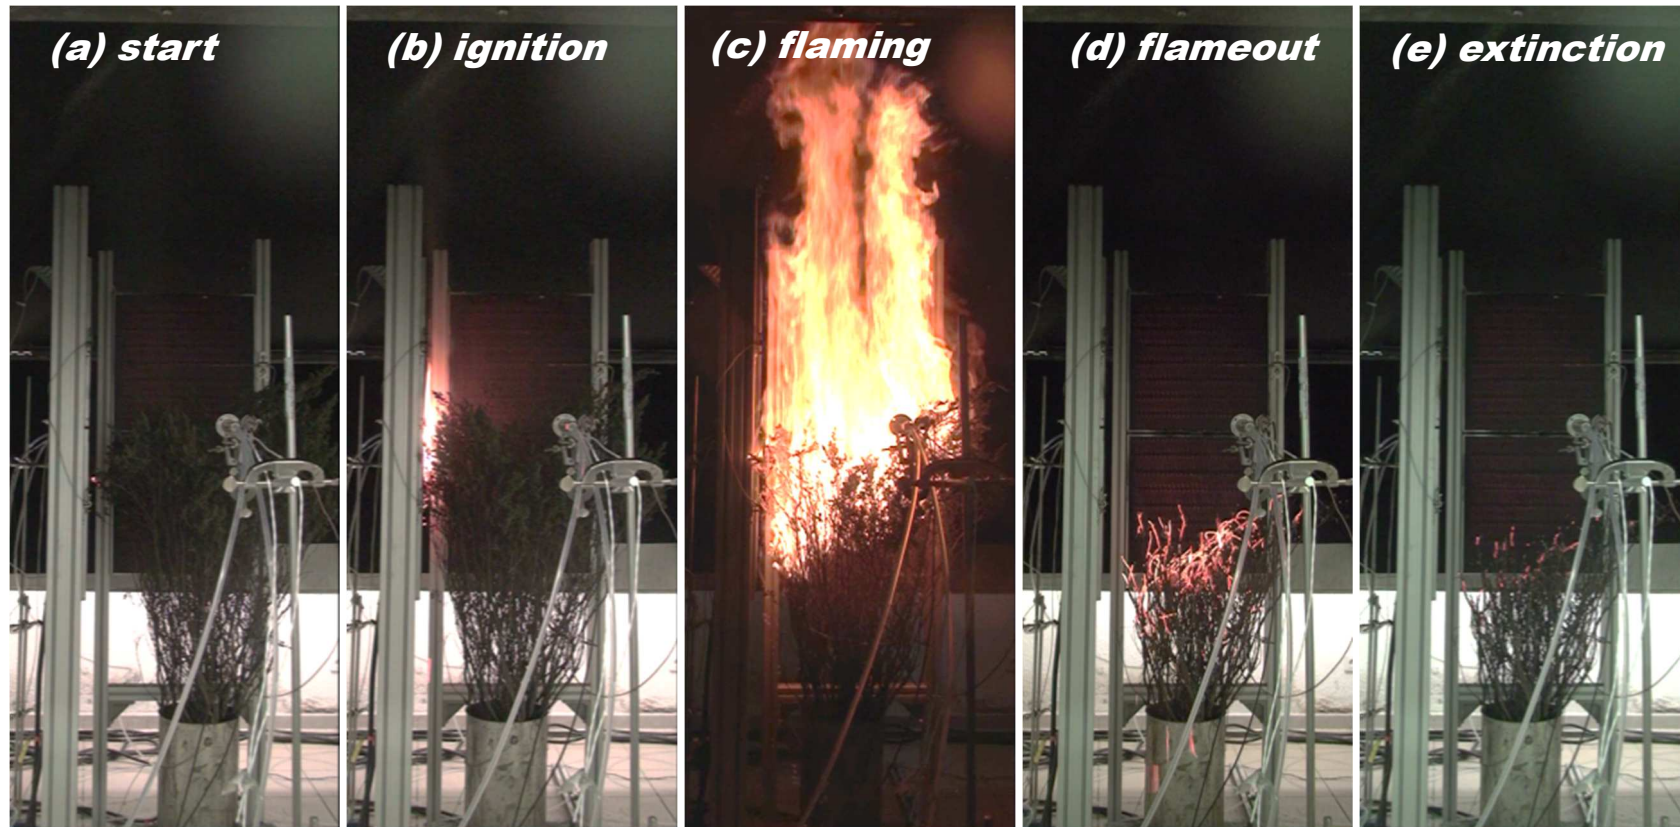 (a) start
(b) ignition
(c) flaming
(d) flameout
(e) extinction